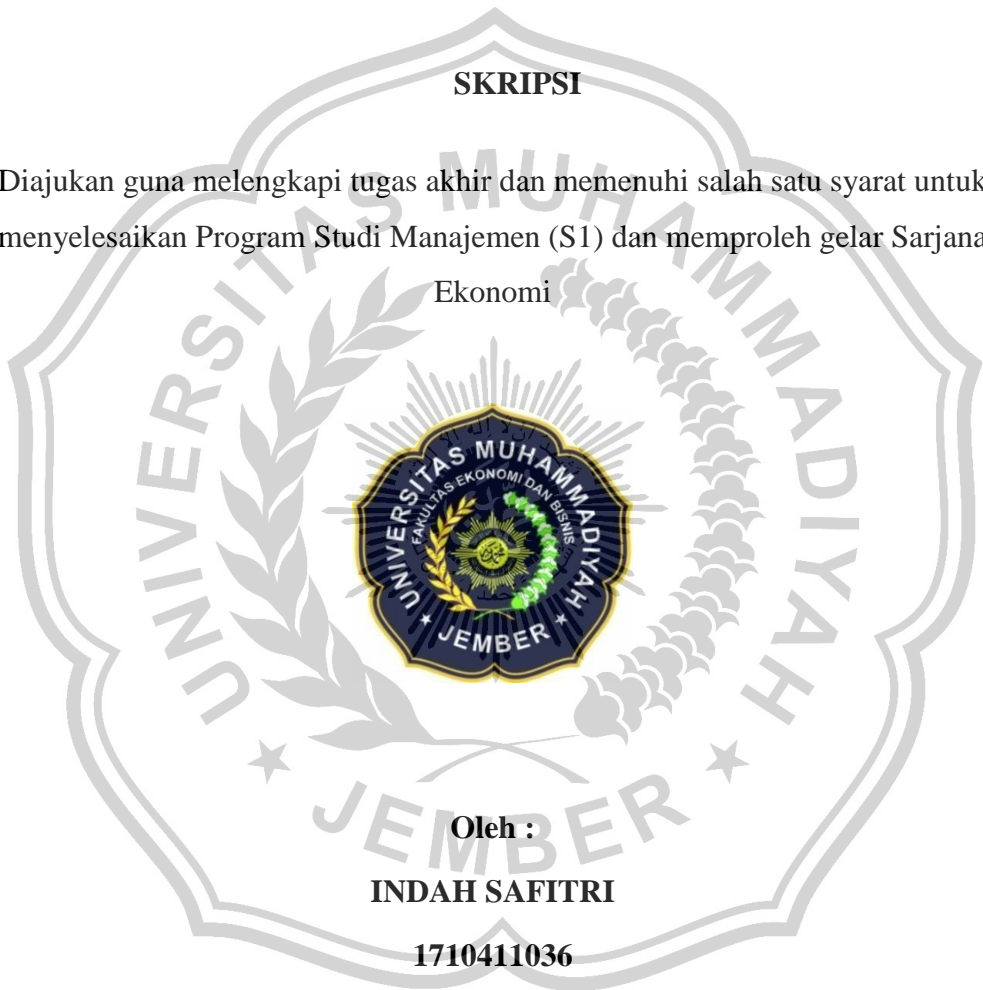 SKRIPSI
Diajukan guna melengkapi tugas akhir dan memenuhi salah satu syarat untuk
menyelesaikan Program Studi Manajemen (S1) dan memproleh gelar Sarjana
Ekonomi
UNIVERSITAS MUHAMMADIYAH
JEMBER
UNIVERSITAS MUHAMMADIYAH
FAKULTAS EKONOMI DAN BISNIS
JEMBER
Oleh :
INDAH SAFITRI
1710411036